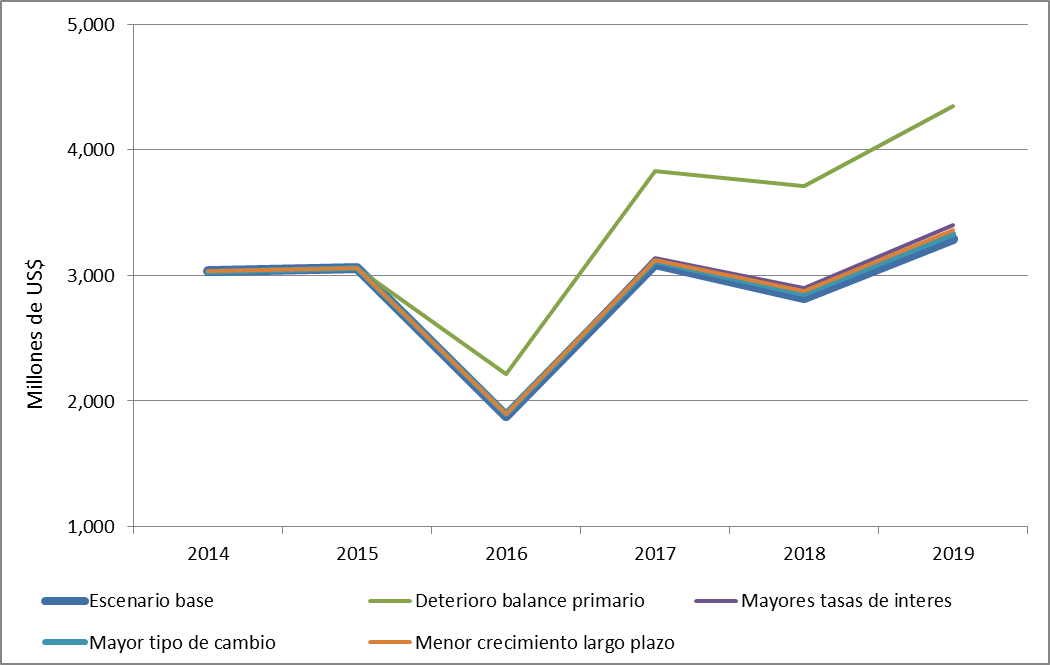 5,000
4,000
3,000
2,000
1,000
Millones de US$
2014 2015 2016 2017 2018 2019
Escenario base Deterioro balance primario Mayores tasas de interes
Mayor tipo de cambio Menor crecimiento largo plazo